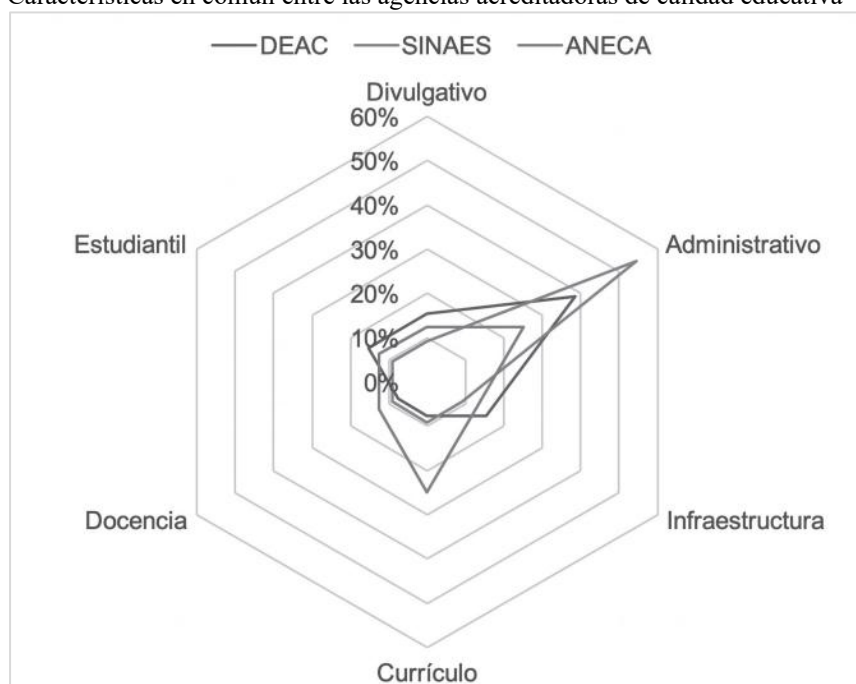 Características en común entre las agencias acreditadoras de calidad educativa
DEAC SINAES ANECA
Divulgativo
60%
50%
40%
30%
20%
10%
0%
Estudiantil
Administrativo
Docencia
Infraestructura
Currículo